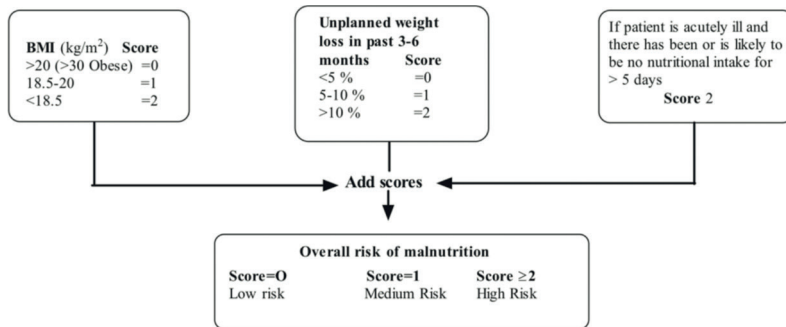 BMI (kg/m²) Score
>20 (>30 Obese) =0
18.5-20 =1
<18.5 =2
Unplanned weight
loss in past 3-6
months Score
<5 % =0
5-10 % =1
>10 % =2
If patient is acutely ill and
there has been or is likely to
be no nutritional intake for
> 5 days
Score 2
Add scores
Overall risk of malnutrition
Score=O Score=1 Score ≥2
Low risk Medium Risk High Risk